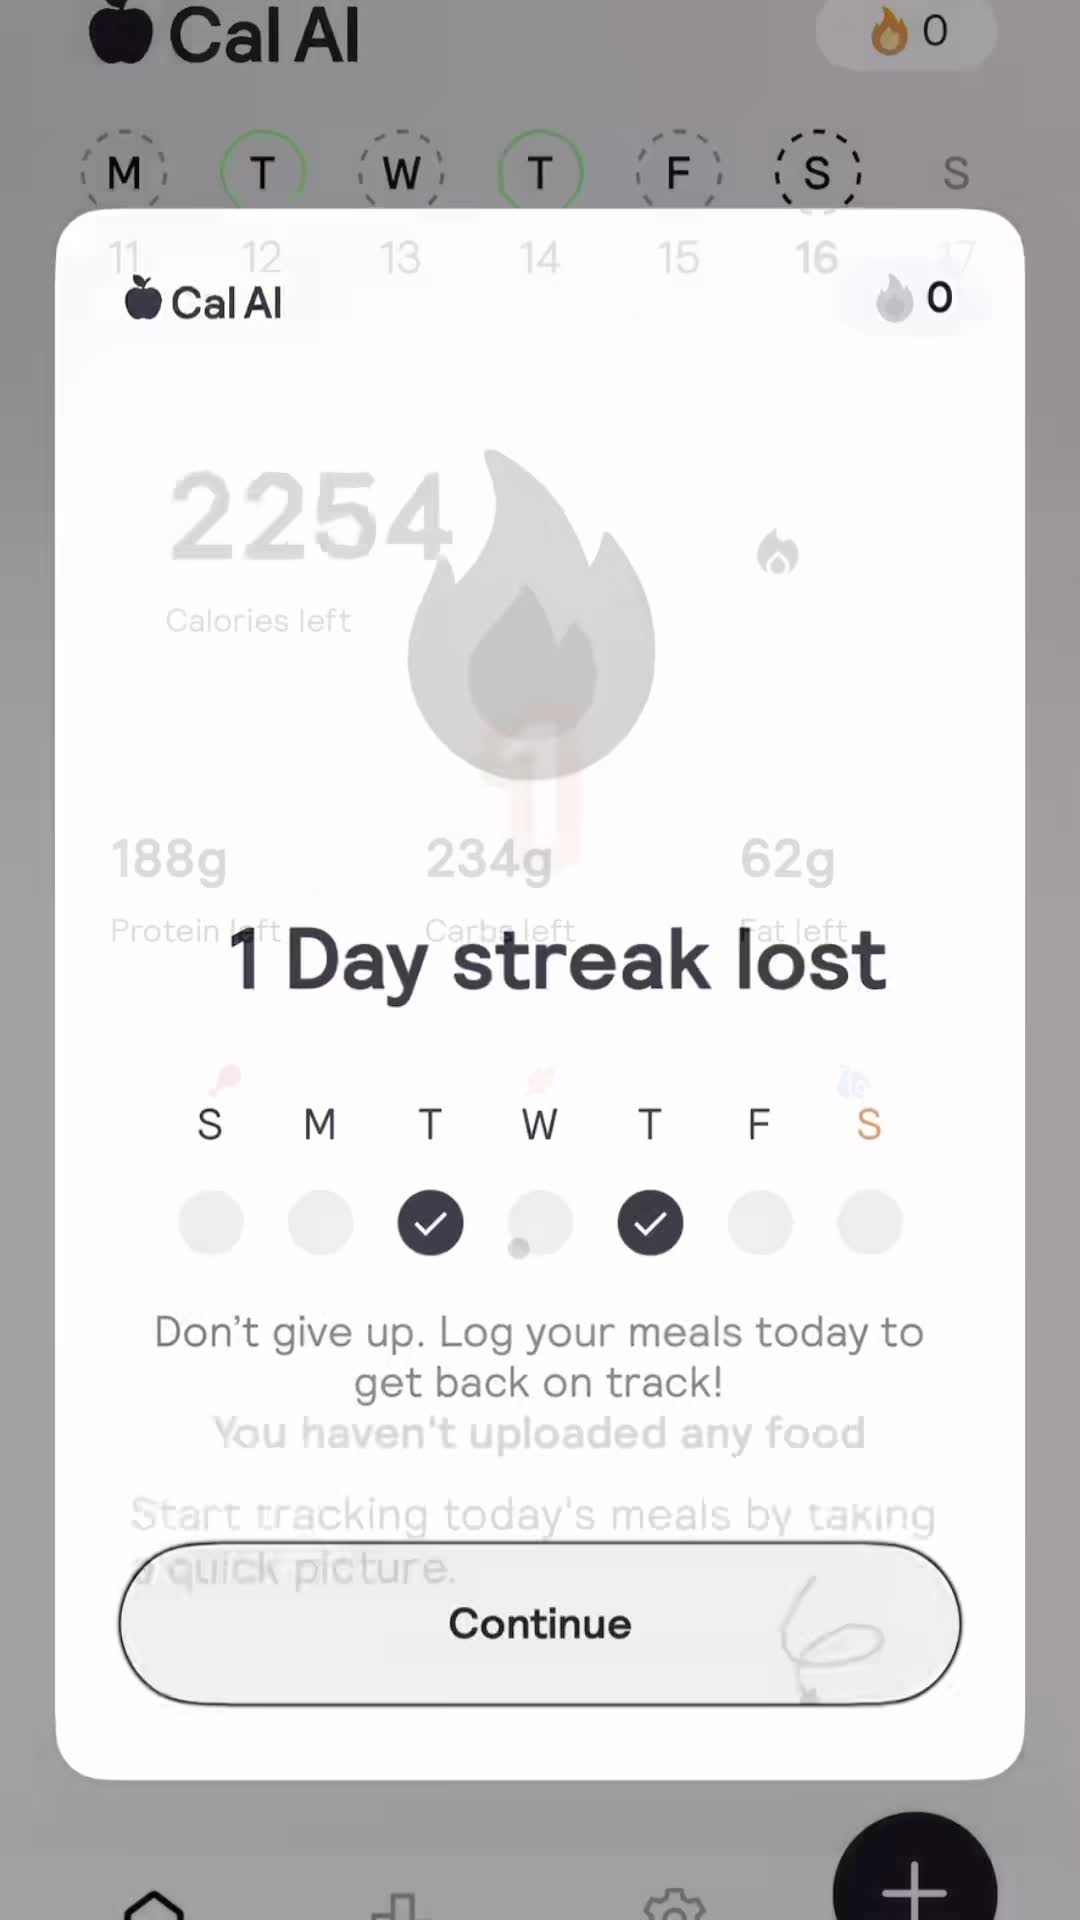 Cal AI 0
M T W T F S S
11 12 13 14 15 16 17
Cal AI 0
2254
Calories left
1
188g 234g 62g
Protein left Carbs left Fat left
1 Day streak lost
S M T W T F S
Don't give up. Log your meals today to
get back on track!
You haven't uploaded any food
Start tracking today's meals by taking
a quick picture.
Continue